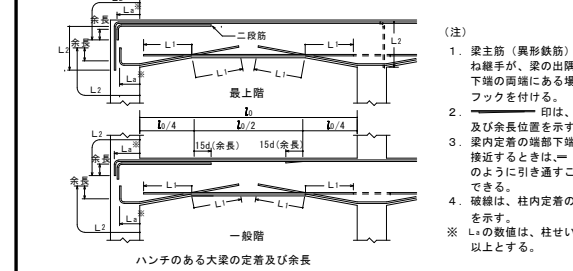 L2
La※
余長
L2
余長
二段筋
L1
L1
L2
La※
L1
L1
L2
最上階
l0
l0/4
l0/2
l0/4
L2
La※
15d(余長)
15d(余長)
余長
余長
L1
L1
L1
L1
La※
L2
一般階
ハンチのある大梁の定着及び余長
(注)
1. 梁主筋(異形鉄筋)
ね継手が、梁の出隅
下端の両端にある場
フックを付ける。
2. 印は、
及び余長位置を示す
3. 梁内定着の端部下端
接近するときは、
のように引き通すこ
できる。
4. 破線は、柱内定着の
を示す。
※ Laの数値は、柱せい
以上とする。